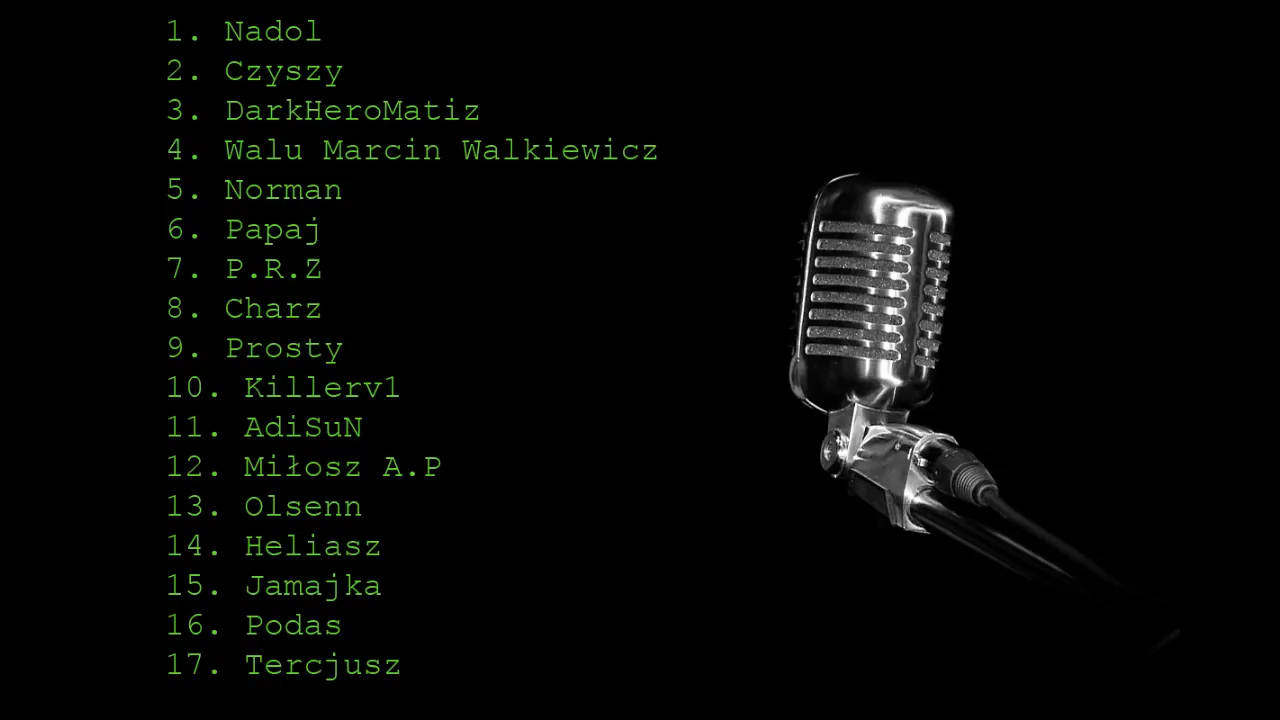 1. Nadol
2. Czyszy
3. DarkHeroMatiz
4. Walu Marcin Walkiewicz
5. Norman
6. Papaj
7. P.R.Z
8. Charz
9. Prosty
10. Killerv1
11. AdiSuN
12. Miłosz A.P
13. Olsenn
14. Heliasz
15. Jamajka
16. Podas
17. Tercjusz